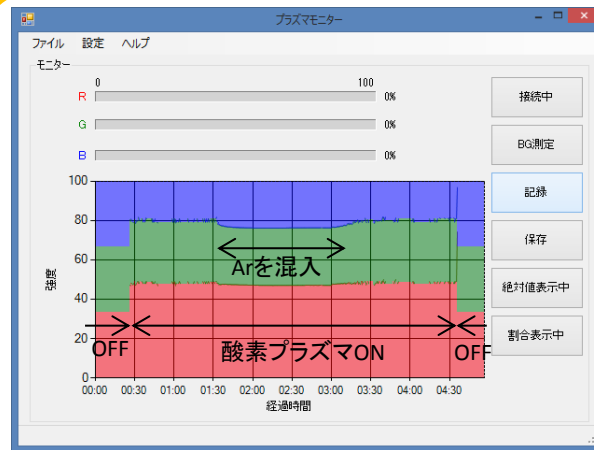 プラズマモニター
ファイル 設定 ヘルプ
モニター
0 100
R 0%
G 0%
B 0%
接続中
BG測定
記録
保存
絶対値表示中
割合表示中
強度
100
80
60
40
20
0
Arを混入
OFF 酸素プラズマON OFF
00:00 00:30 01:00 01:30 02:00 02:30 03:00 03:30 04:00 04:30
経過時間